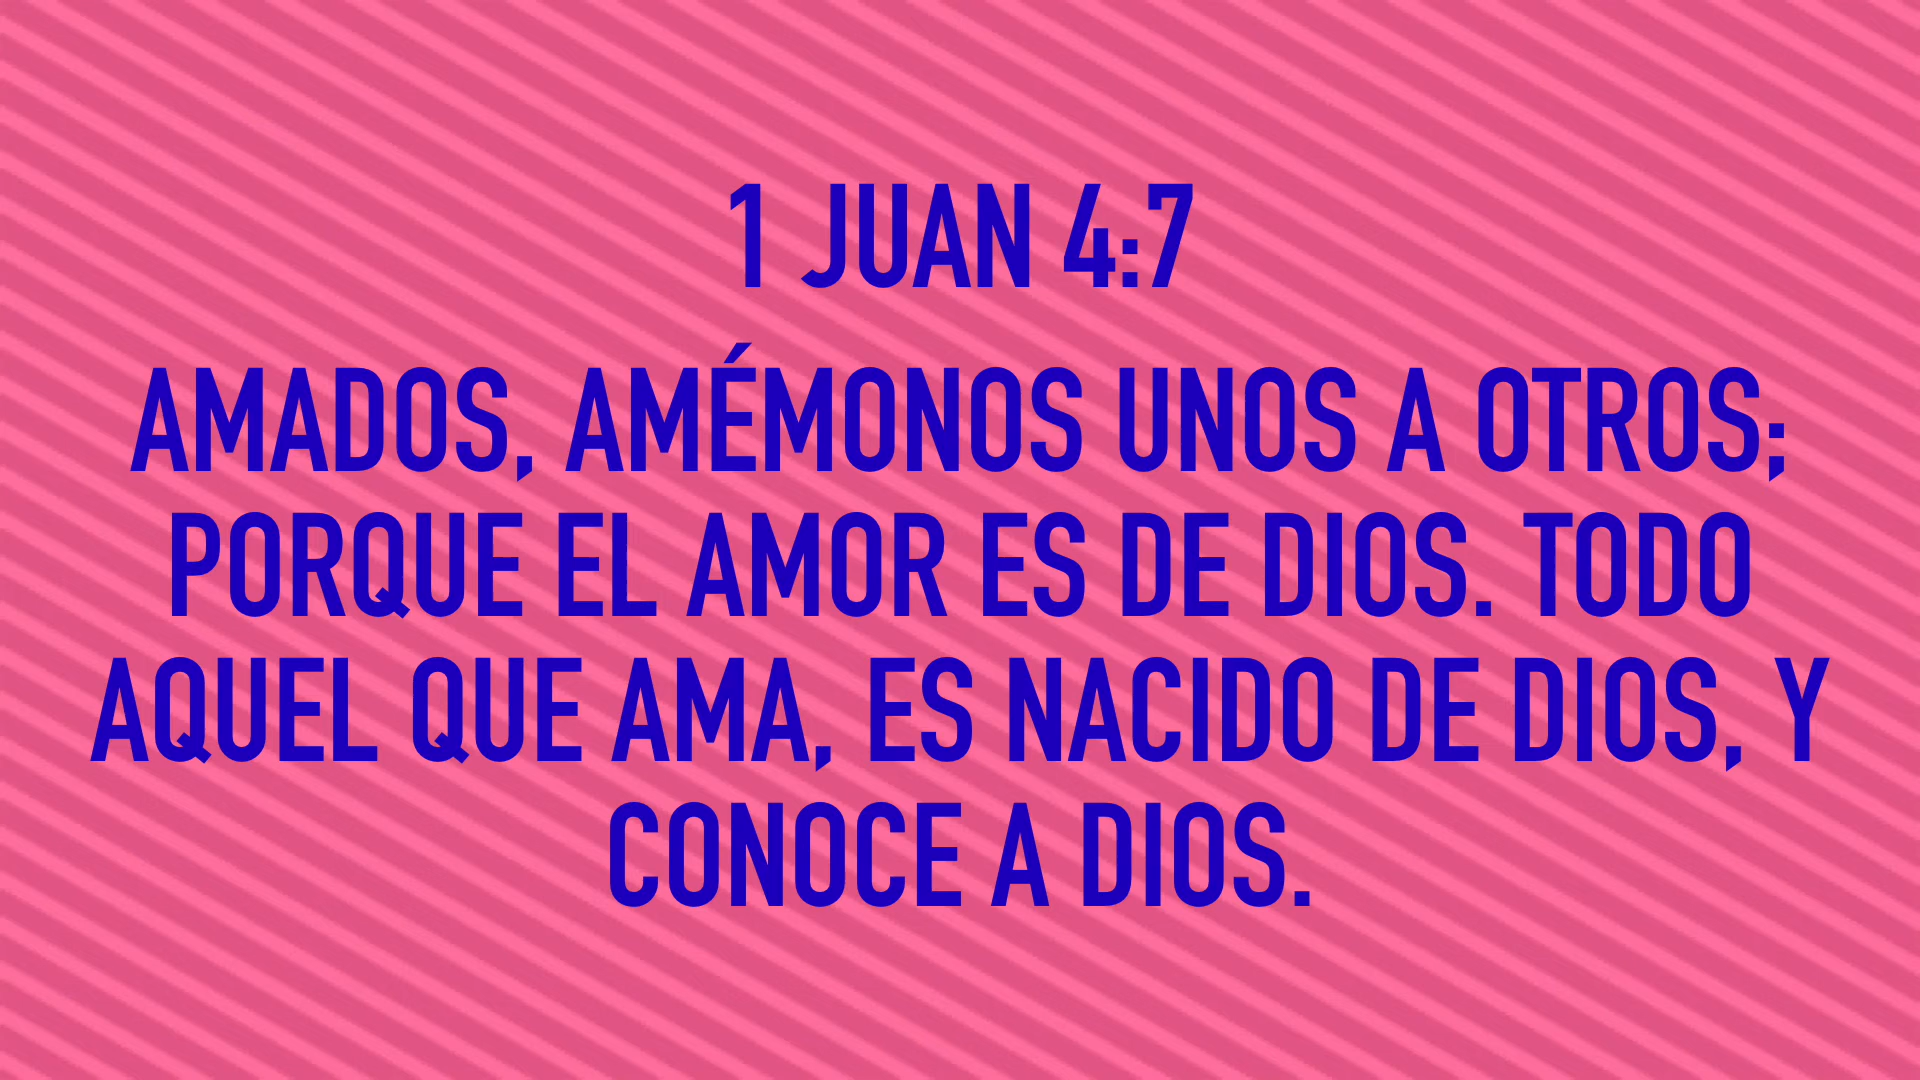 1 JUAN 4:7
AMADOS, AMÉMONOS UNOS A OTROS;
PORQUE EL AMOR ES DE DIOS. TODO
AQUEL QUE AMA, ES NACIDO DE DIOS, Y
CONOCE A DIOS.